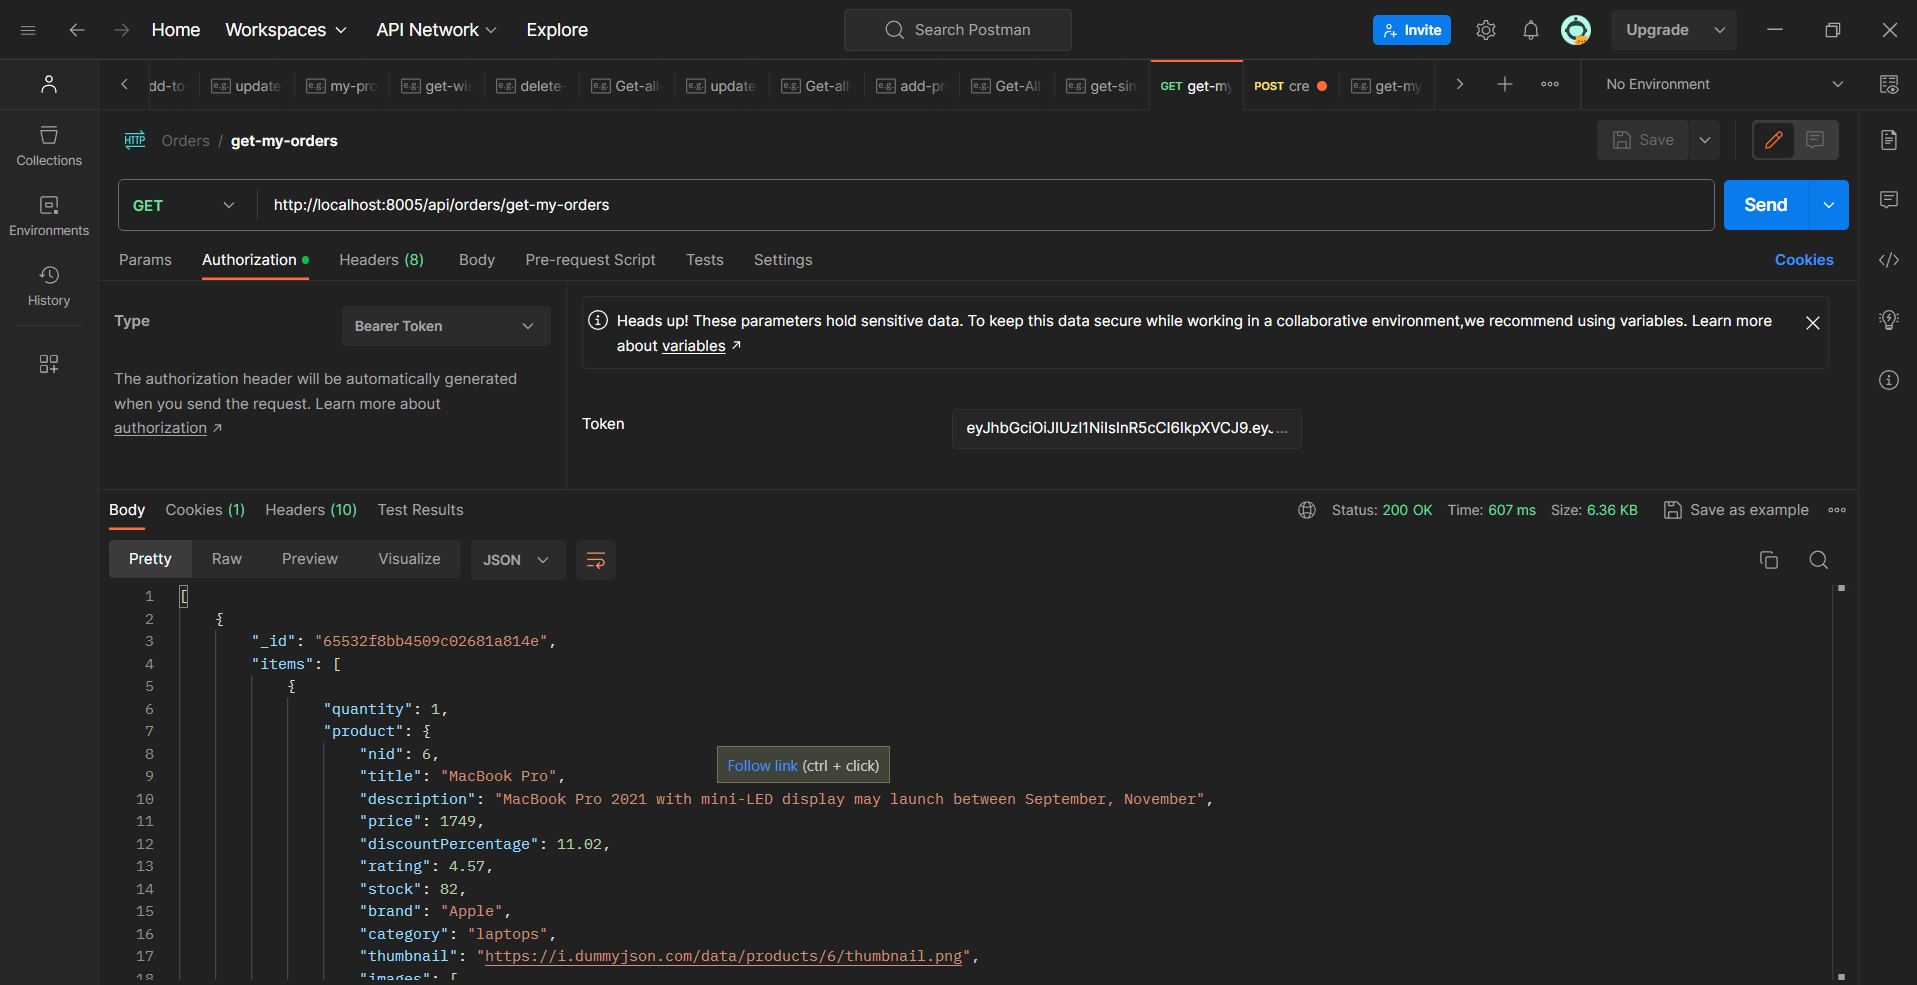 Home Workspaces API Network Explore Search Postman Invite Upgrade
dd-to- e.g. update e.g. my-pro e.g. get-wis e.g. delete- e.g. Get-all- e.g. update e.g. Get-all- e.g. add-pr e.g. Get-All e.g. get-sin GET get-my POST cre e.g. get-my No Environment
HTTP Orders / get-my-orders Save
Collections
Environments
History
GET http://localhost:8005/api/orders/get-my-orders Send
Params Authorization Headers (8) Body Pre-request Script Tests Settings Cookies
Type Bearer Token
The authorization header will be automatically generated
when you send the request. Learn more about
authorization ↗
Heads up! These parameters hold sensitive data. To keep this data secure while working in a collaborative environment,we recommend using variables. Learn more
about variables ↗
Token eyJhbGciOiJIUzI1NiIsInR5cCI6IkpXVCJ9.eyJ...
Body Cookies (1) Headers (10) Test Results Status: 200 OK Time: 607 ms Size: 6.36 KB Save as example
Pretty Raw Preview Visualize JSON
1 [
2 {
3 "_id": "65532f8bb4509c02681a814e",
4 "items": [
5 {
6 "quantity": 1,
7 "product": {
8 "nid": 6,
9 "title": "MacBook Pro",
Follow link (ctrl + click)
10 "description": "MacBook Pro 2021 with mini-LED display may launch between September, November",
11 "price": 1749,
12 "discountPercentage": 11.02,
13 "rating": 4.57,
14 "stock": 82,
15 "brand": "Apple",
16 "category": "laptops",
17 "thumbnail": "https://i.dummyjson.com/data/products/6/thumbnail.png",
18 "images": [